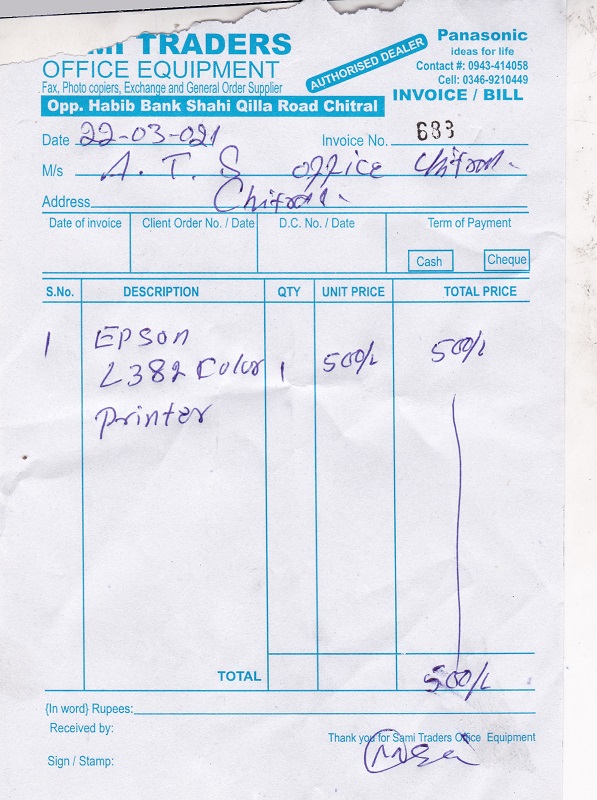 MI TRADERS
OFFICE EQUIPMENT
Fax, Photo copiers, Exchange and General Order Supplier
Opp. Habib Bank Shahi Qilla Road Chitral
AUTHORISED DEALER
Panasonic
ideas for life
Contact #: 0943-414058
Cell: 0346-9210449
INVOICE / BILL
Date 22-03-021 Invoice No. 683
M/s A. T. S office Chitral.
Address Chitral.
Date of invoice Client Order No. / Date D.C. No. / Date Term of Payment
Cash Cheque
S.No. DESCRIPTION QTY UNIT PRICE TOTAL PRICE
1 EPSON
L382 Color 1 500/- 500/-
Printer
TOTAL 500/-
{In word} Rupees:
Received by:
Thank you for Sami Traders Office Equipment
Sign / Stamp: